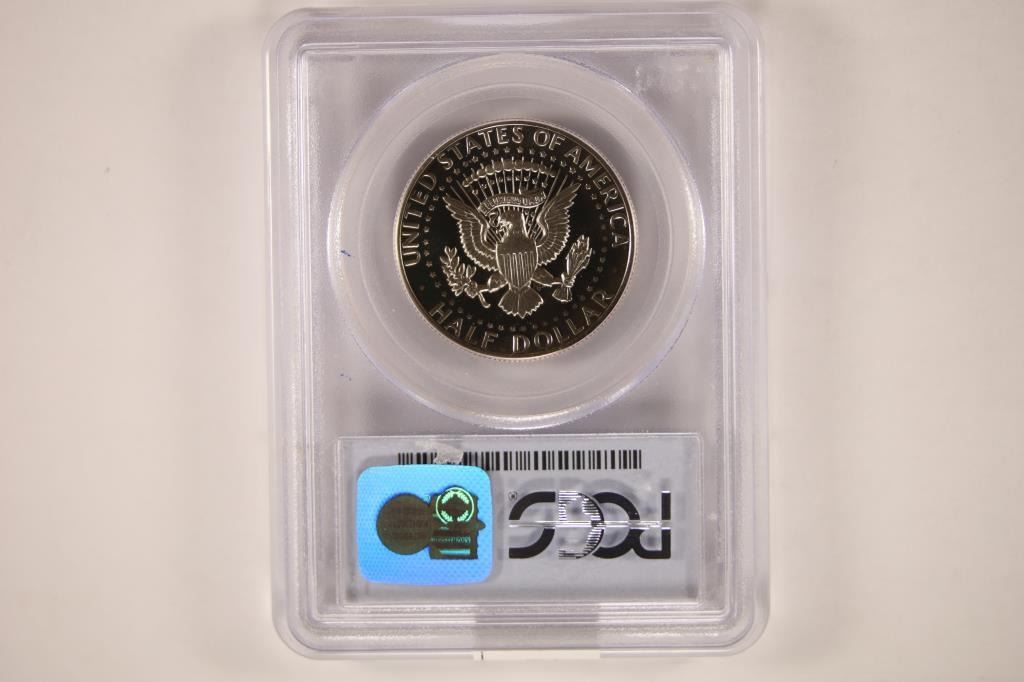 UNITED STATES OF AMERICA
HALF DOLLAR
PCGS
®